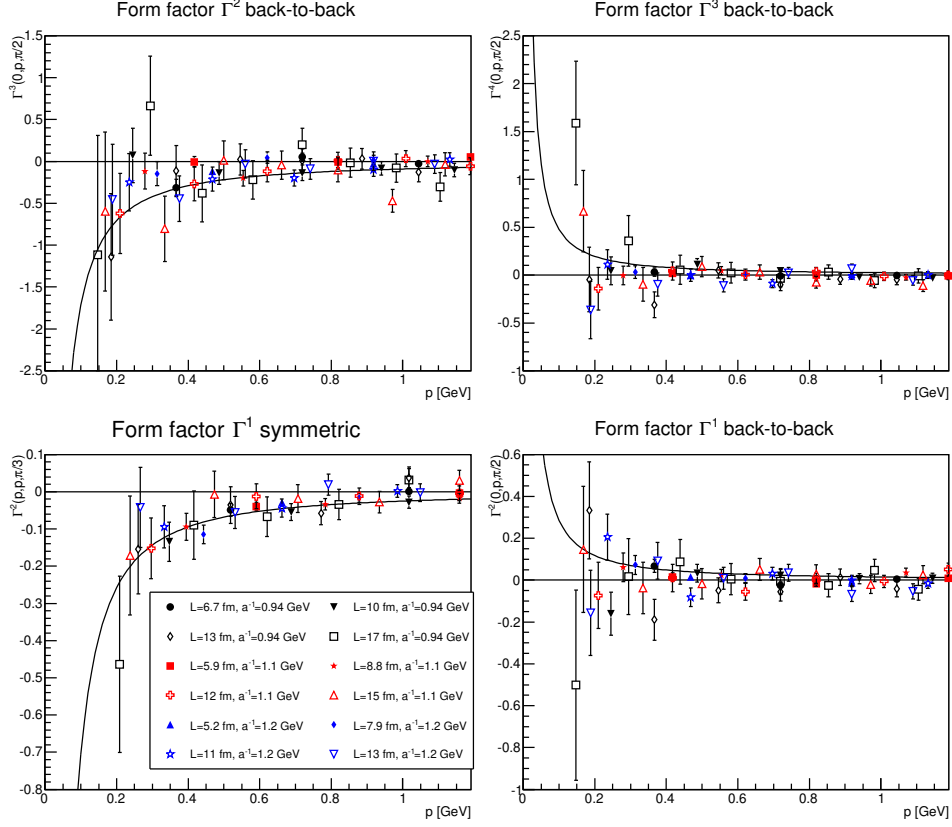 Form factor Γ² back-to-back
Γ⁻³(0,p,π/2)
1.5
1
0.5
0
-0.5
-1
-1.5
-2
-2.5
0
0.2
0.4
0.6
0.8
1
p [GeV]
Form factor Γ³ back-to-back
Γ⁻⁴(0,p,π/2)
2.5
2
1.5
1
0.5
0
-0.5
-1
0
0.2
0.4
0.6
0.8
1
p [GeV]
Form factor Γ¹ symmetric
Γ⁻²(p,p,π/3)
0.1
0
-0.1
-0.2
-0.3
-0.4
-0.5
-0.6
-0.7
-0.8
0
0.2
0.4
0.6
0.8
1
p [GeV]
L=6.7 fm, a⁻¹=0.94 GeV
L=10 fm, a⁻¹=0.94 GeV
L=13 fm, a⁻¹=0.94 GeV
L=17 fm, a⁻¹=0.94 GeV
L=5.9 fm, a⁻¹=1.1 GeV
L=8.8 fm, a⁻¹=1.1 GeV
L=12 fm, a⁻¹=1.1 GeV
L=15 fm, a⁻¹=1.1 GeV
L=5.2 fm, a⁻¹=1.2 GeV
L=7.9 fm, a⁻¹=1.2 GeV
L=11 fm, a⁻¹=1.2 GeV
L=13 fm, a⁻¹=1.2 GeV
Form factor Γ¹ back-to-back
Γ⁻²(0,p,π/2)
0.6
0.4
0.2
0
-0.2
-0.4
-0.6
-0.8
-1
0
0.2
0.4
0.6
0.8
1
p [GeV]